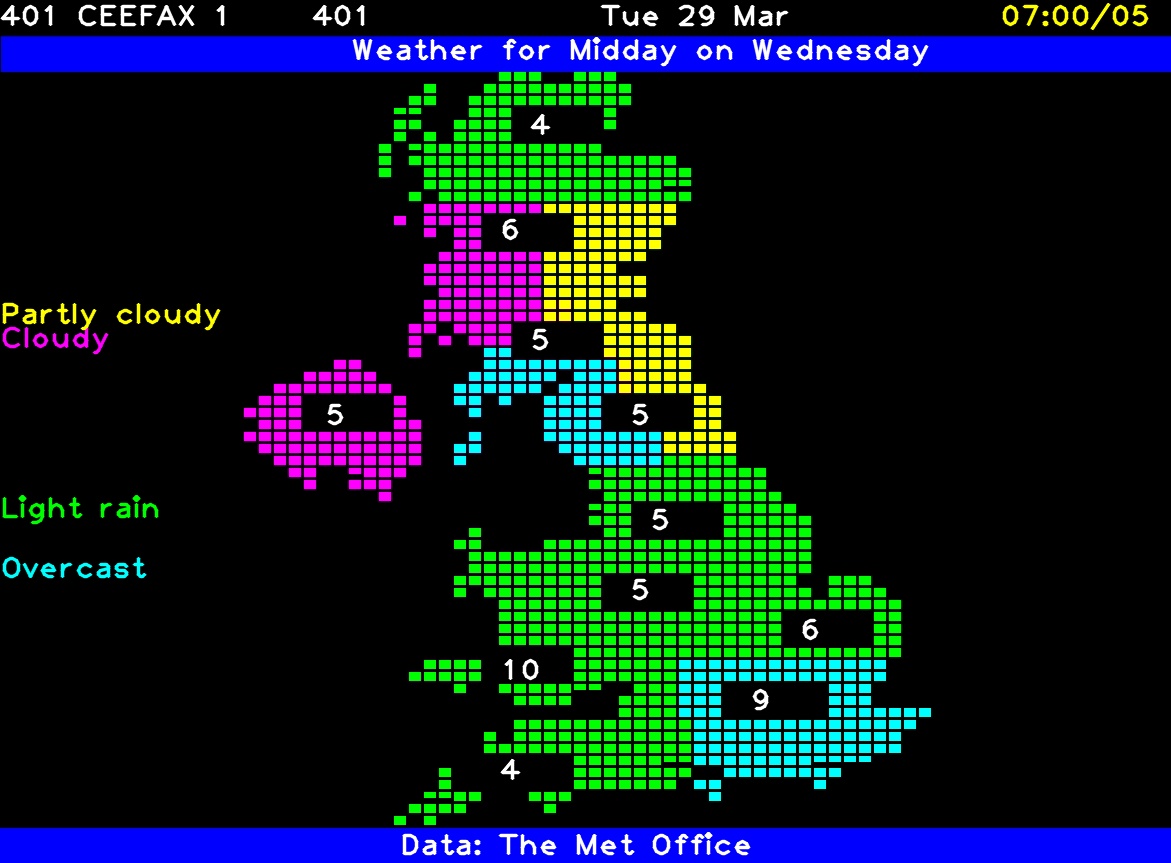 401 CEEFAX 1 401 Tue 29 Mar 07:00/05
Weather for Midday on Wednesday
4
6
Partly cloudy
Cloudy
5
5
5
Light rain
5
Overcast
5
6
10
9
4
Data: The Met Office